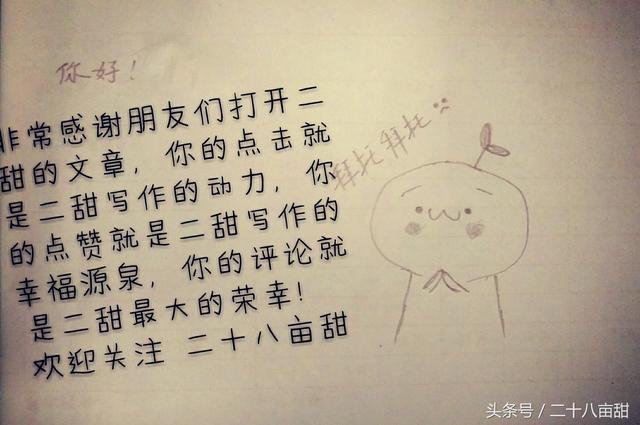 你好！
非常感谢朋友们打开二
甜的文章，你的点击就
是二甜写作的动力，你
的点赞就是二甜写作的
幸福源泉，你的评论就
是二甜最大的荣幸！
欢迎关注 二十八亩甜
拜托拜托
头条号／二十八亩甜